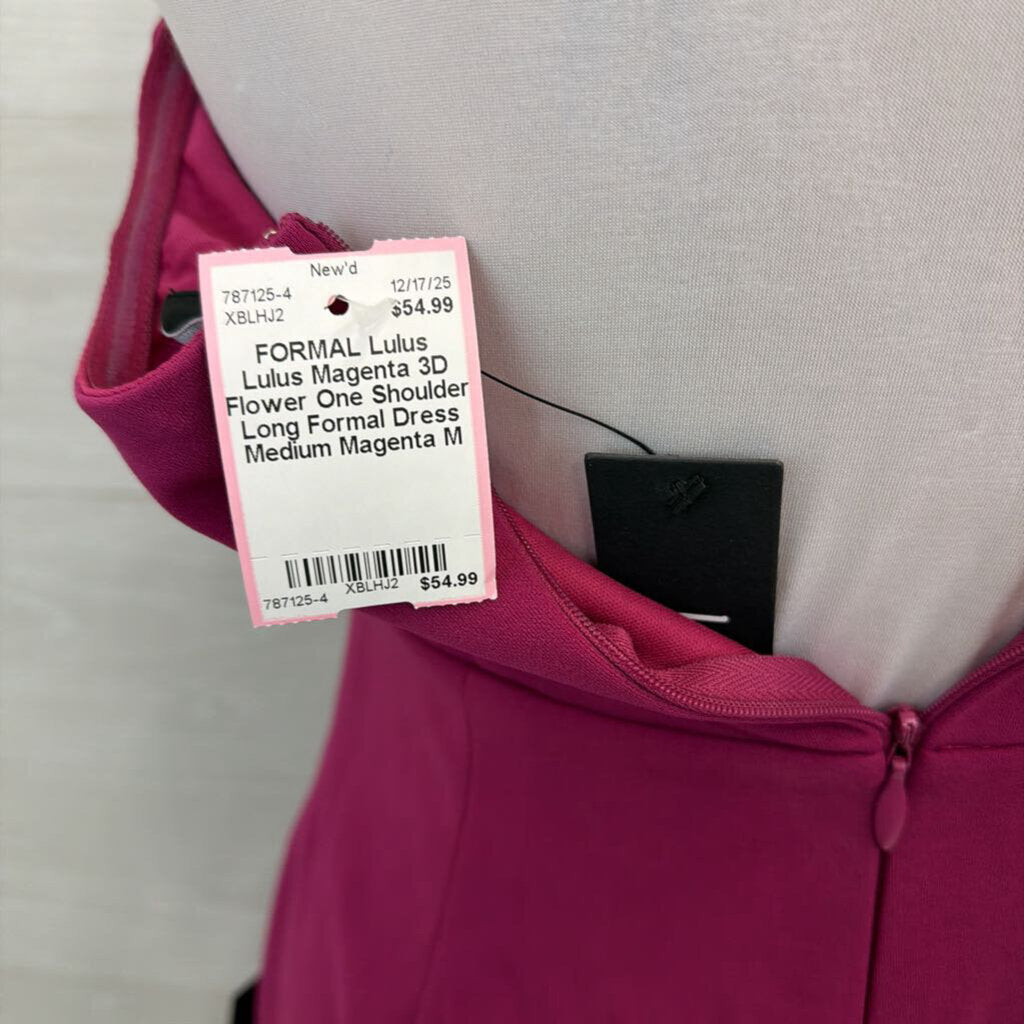 New'd
787125-4 12/17/25
XBLHJ2 $54.99
FORMAL Lulus
Lulus Magenta 3D
Flower One Shoulder
Long Formal Dress
Medium Magenta M
787125-4 XBLHJ2 $54.99